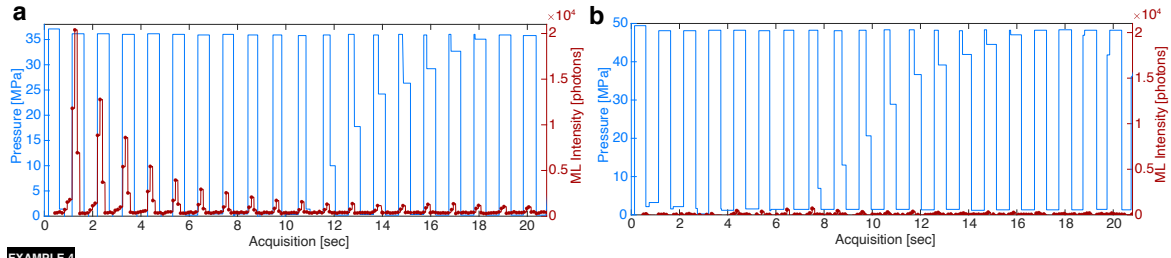 a
b
×10⁴
×10⁴
Pressure [MPa]
35
30
25
20
15
10
5
0
0 2 4 6 8 10 12 14 16 18 20
Acquisition [sec]
2
1.5
1
0.5
0
ML Intensity [photons]
Pressure [MPa]
50
40
30
20
10
0
0 2 4 6 8 10 12 14 16 18 20
Acquisition [sec]
2
1.5
1
0.5
0
ML Intensity [photons]
EXAMPLE 4